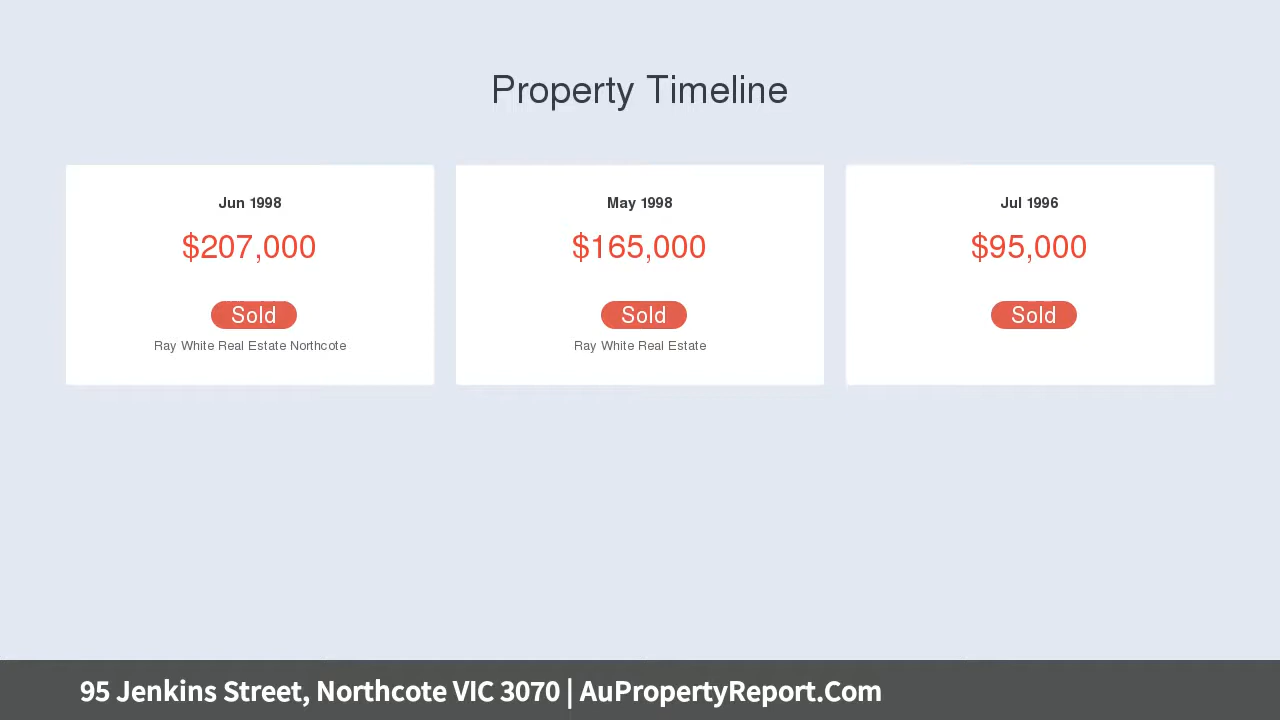 Property Timeline
Jun 1998
$207,000
Sold
Ray White Real Estate Northcote
May 1998
$165,000
Sold
Ray White Real Estate
Jul 1996
$95,000
Sold
95 Jenkins Street, Northcote VIC 3070 | AuPropertyReport.Com